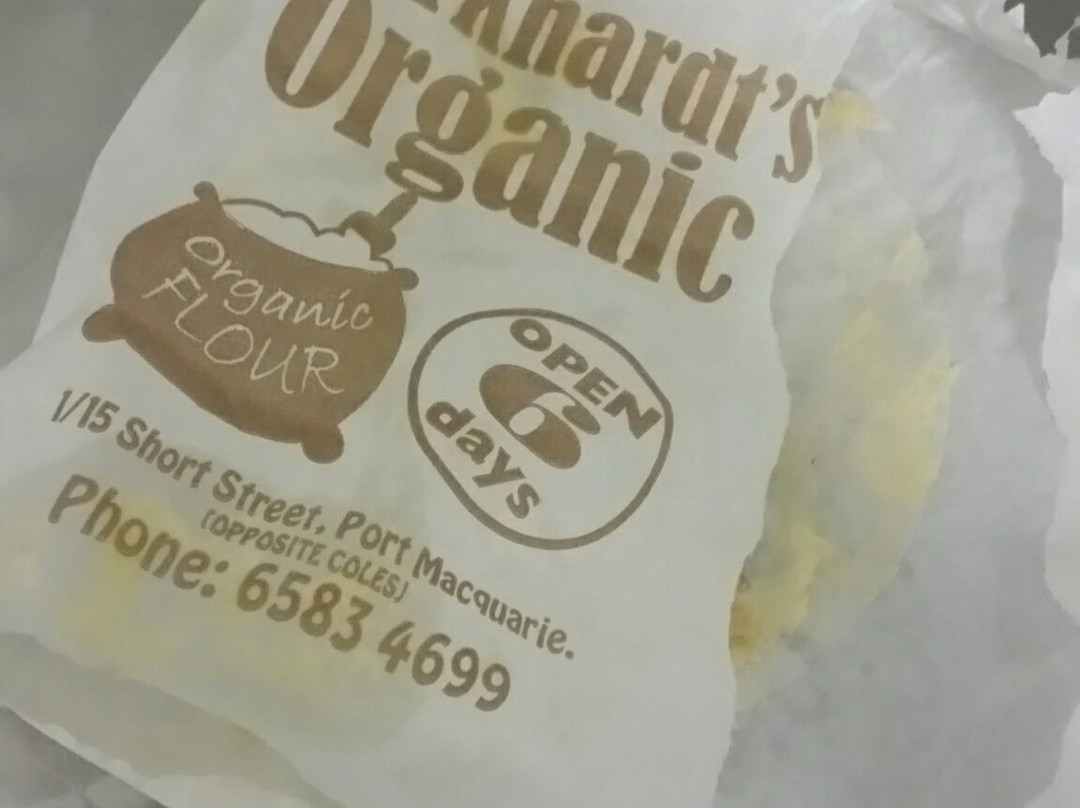 Organic
Organic
FLOUR
OPEN
6
days
1/15 Short Street, Port Macquarie.
(OPPOSITE COLES)
Phone: 6583 4699